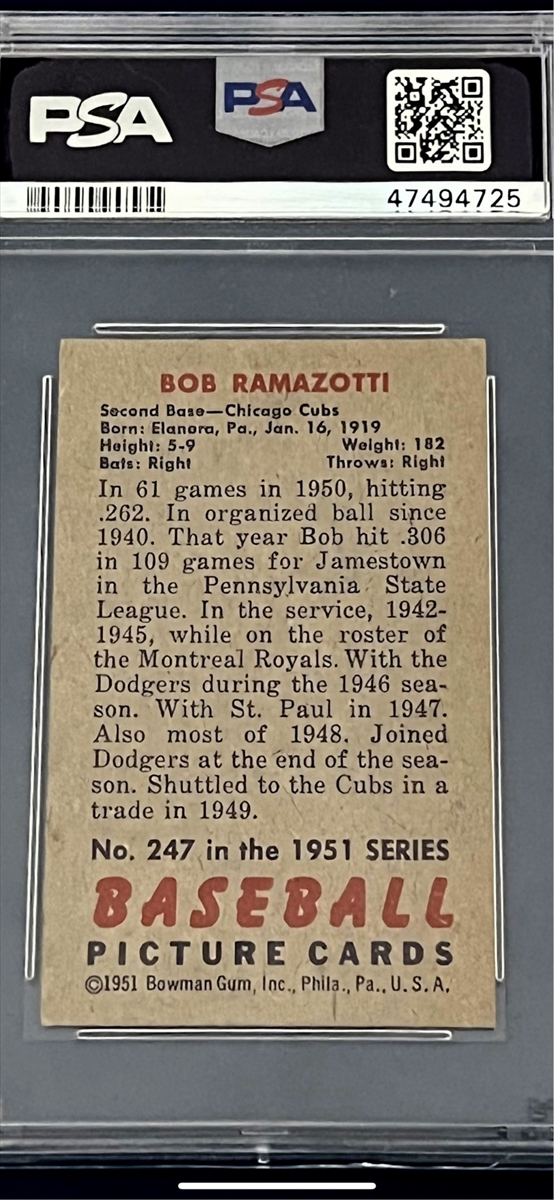 PSA
PSA
47494725
BOB RAMAZOTTI
Second Base—Chicago Cubs
Born: Elanora, Pa., Jan. 16, 1919
Height: 5-9 Weight: 182
Bats: Right Throws: Right
In 61 games in 1950, hitting
.262. In organized ball since
1940. That year Bob hit .306
in 109 games for Jamestown
in the Pennsylvania State
League. In the service, 1942-
1945, while on the roster of
the Montreal Royals. With the
Dodgers during the 1946 sea-
son. With St. Paul in 1947.
Also most of 1948. Joined
Dodgers at the end of the sea-
son. Shuttled to the Cubs in a
trade in 1949.
No. 247 in the 1951 SERIES
BASEBALL
PICTURE CARDS
©1951 Bowman Gum, Inc., Phila., Pa., U. S. A.